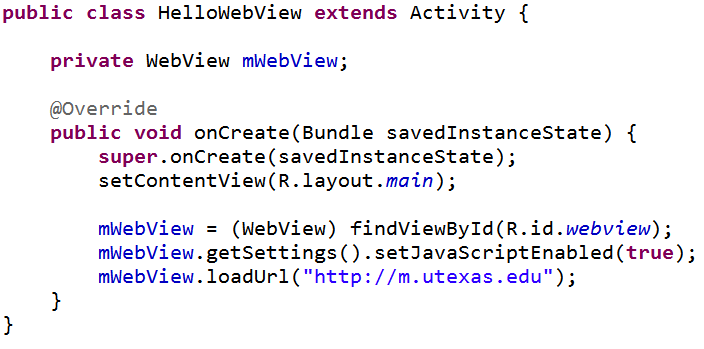 public class HelloWebView extends Activity {
private WebView mWebView;
@Override
public void onCreate(Bundle savedInstanceState) {
super.onCreate(savedInstanceState);
setContentView(R.layout.main);
mWebView = (WebView) findViewById(R.id.webview);
mWebView.getSettings().setJavaScriptEnabled(true);
mWebView.loadUrl("http://m.utexas.edu");
}
}